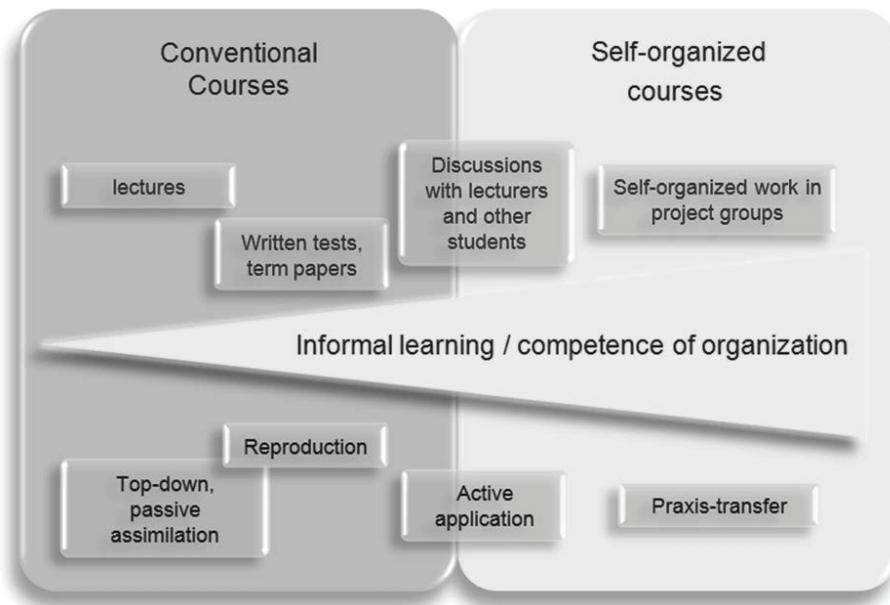 Conventional
Courses
Self-organized
courses
lectures
Written tests,
term papers
Discussions
with lecturers
and other
students
Self-organized work in
project groups
Informal learning / competence of organization
Reproduction
Top-down,
passive
assimilation
Active
application
Praxis-transfer